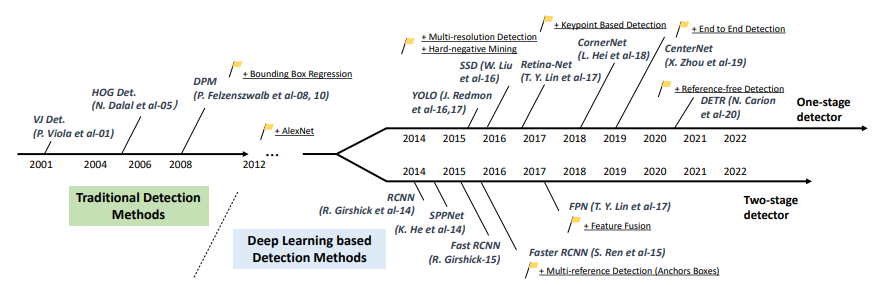 + Multi-resolution Detection
+ Hard-negative Mining
+ Keypoint Based Detection
+ End to End Detection
+ Bounding Box Regression
+ Reference-free Detection
+ AlexNet
VJ Det.
(P. Viola et al-01)
HOG Det.
(N. Dalal et al-05)
DPM
(P. Felzenszwalb et al-08, 10)
YOLO (J. Redmon
et al-16,17)
SSD (W. Liu
et al-16)
Retina-Net
(T. Y. Lin et al-17)
CornerNet
(L. Hei et al-18)
CenterNet
(X. Zhou et al-19)
DETR (N. Carion
et al-20)
One-stage
detector
2014 2015 2016 2017 2018 2019 2020 2021 2022
2001 2004 2006 2008 2012 ...
2014 2015 2016 2017 2018 2019 2020 2021 2022
Two-stage
detector
Traditional Detection
Methods
Deep Learning based
Detection Methods
RCNN
(R. Girshick et al-14)
SPPNet
(K. He et al-14)
Fast RCNN
(R. Girshick-15)
Faster RCNN (S. Ren et al-15)
+ Multi-reference Detection (Anchors Boxes)
FPN (T. Y. Lin et al-17)
+ Feature Fusion